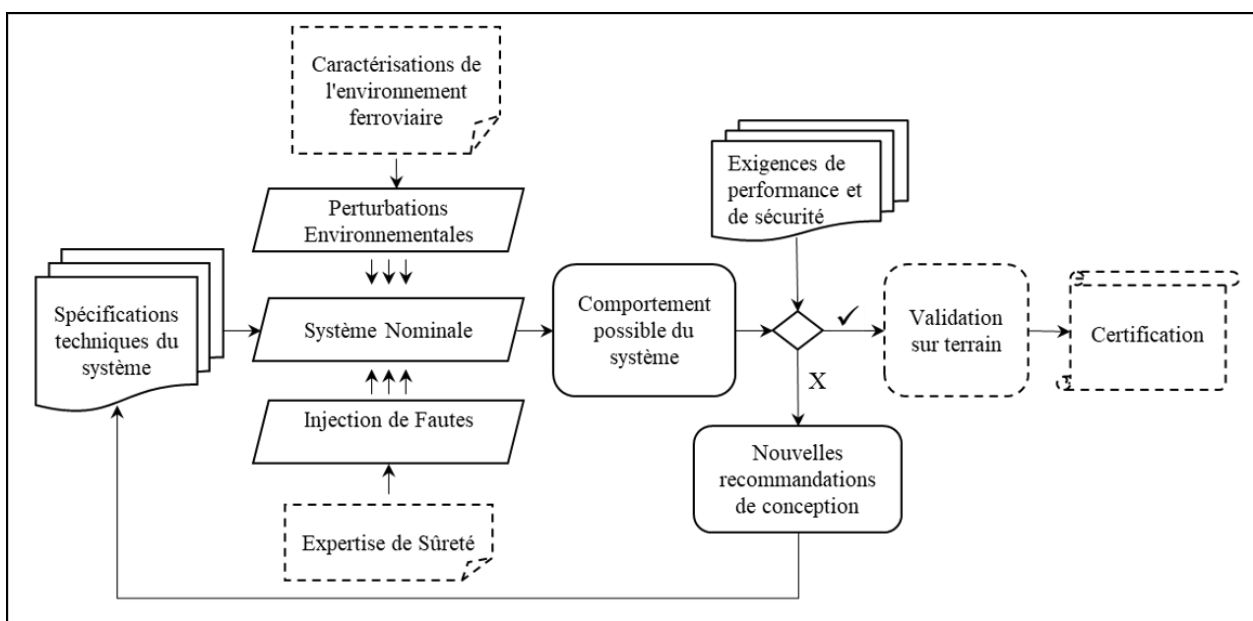 Caractérisations de
l'environnement
ferroviaire
Perturbations
Environnementales
Exigences de
performance et
de sécurité
Spécifications
techniques du
système
Système Nominale
Comportement
possible du
système
✓
Validation
sur terrain
Certification
X
Injection de Fautes
Nouvelles
recommandations
de conception
Expertise de Sûreté